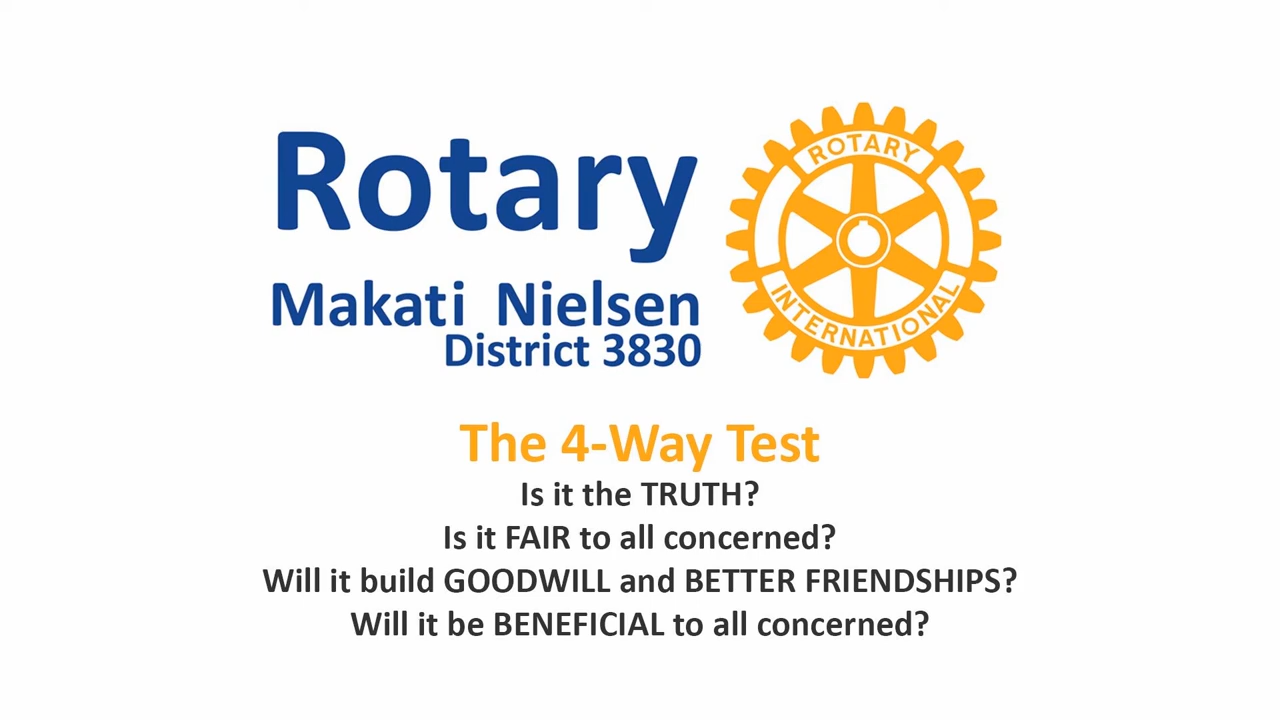 Rotary
Makati Nielsen
District 3830
ROTARY
INTERNATIONAL
The 4-Way Test
Is it the TRUTH?
Is it FAIR to all concerned?
Will it build GOODWILL and BETTER FRIENDSHIPS?
Will it be BENEFICIAL to all concerned?